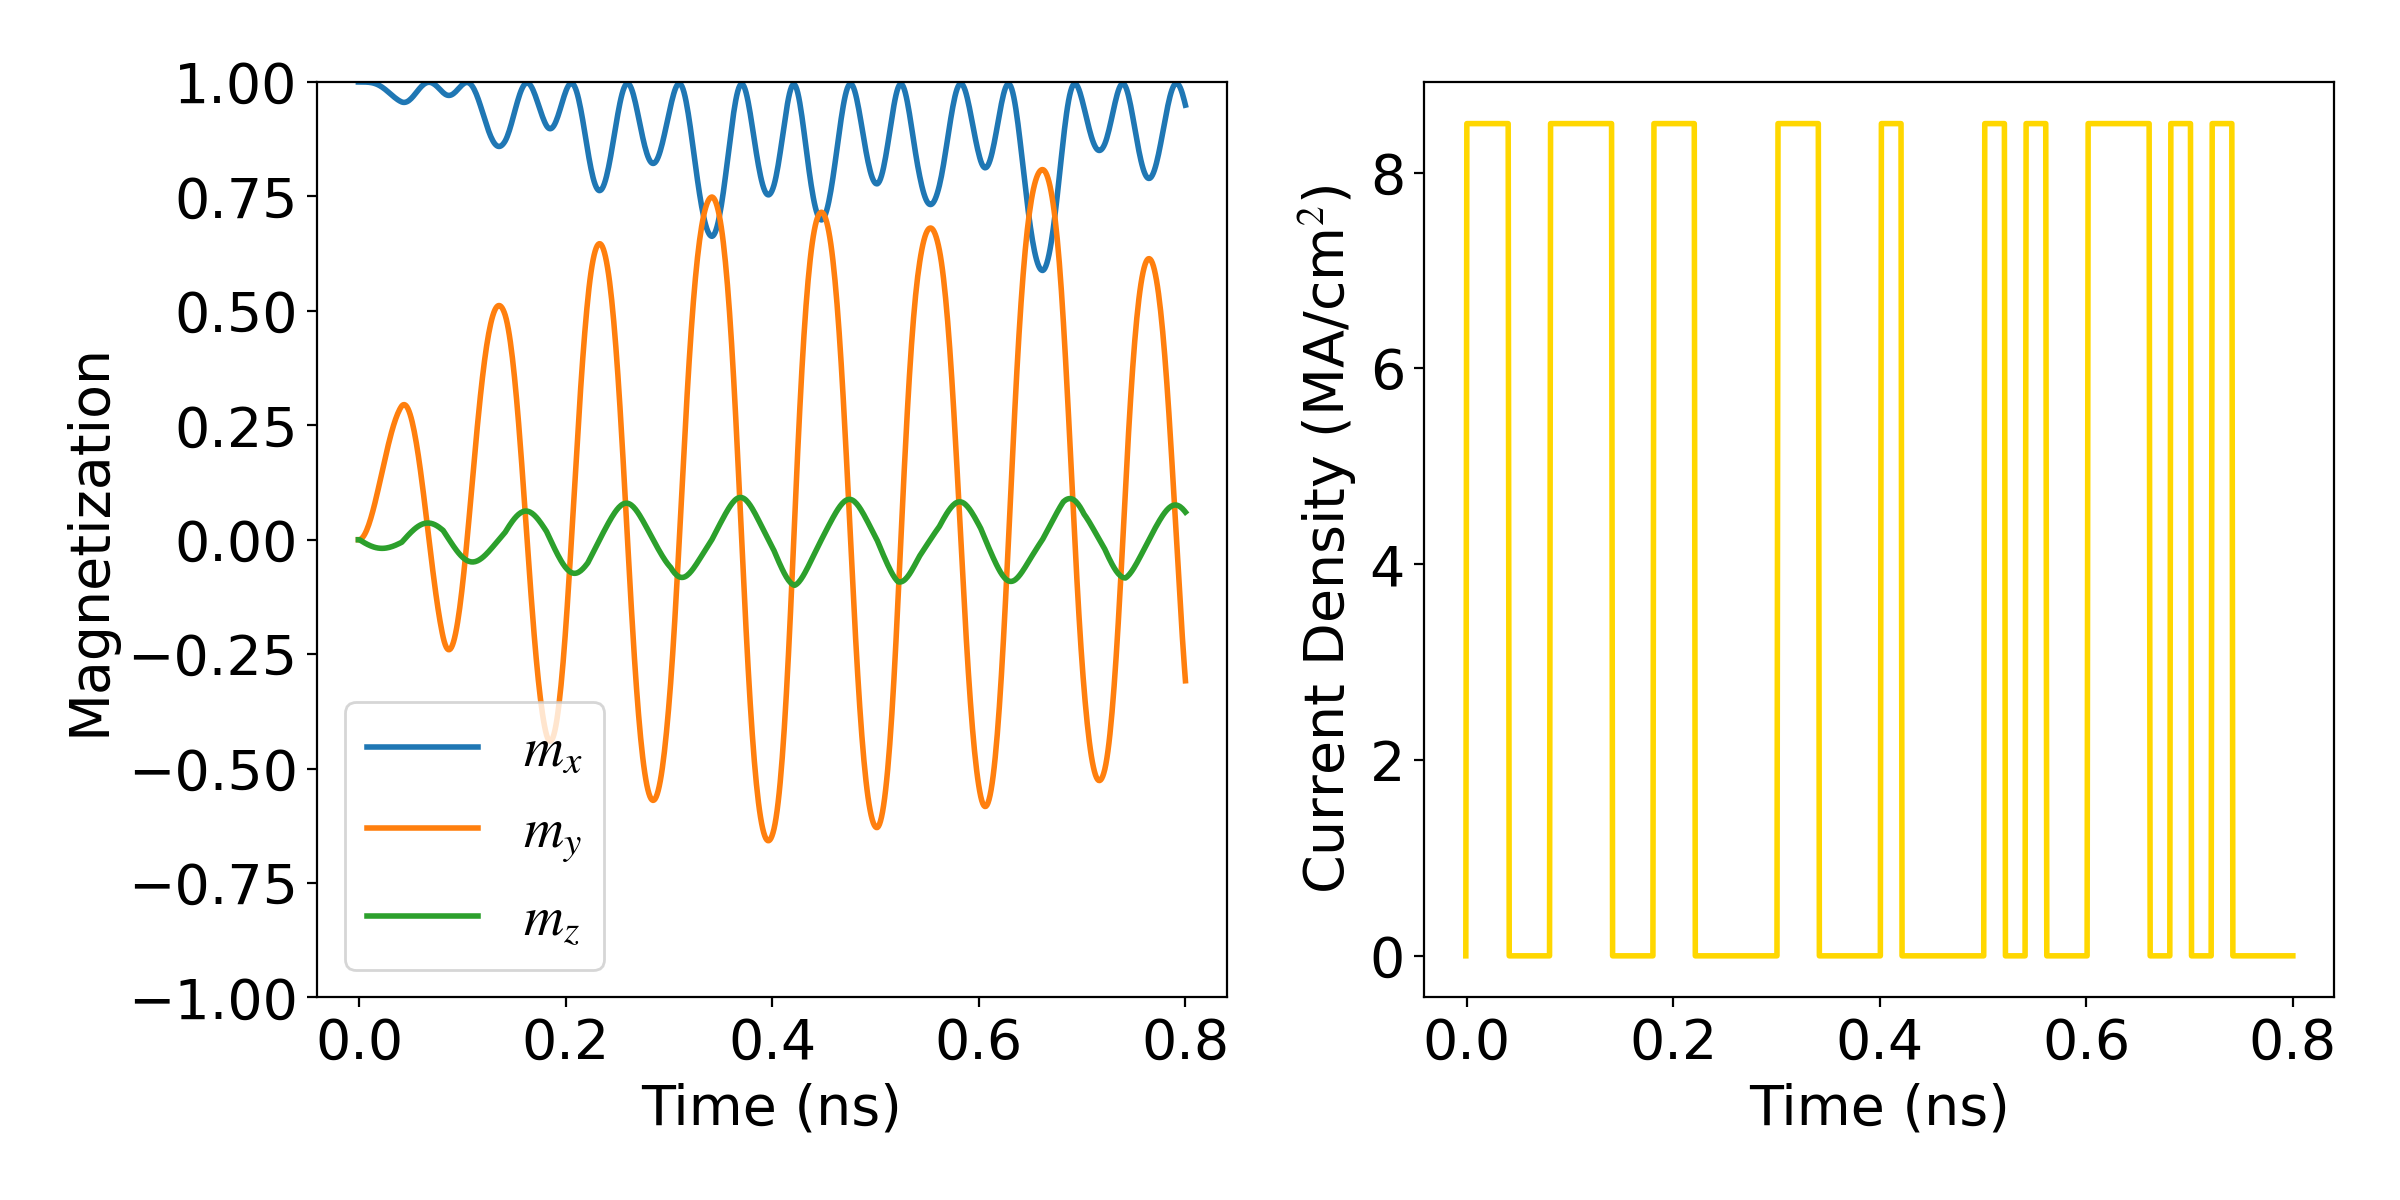 Magnetization
1.00
0.75
0.50
0.25
0.00
−0.25
−0.50
−0.75
−1.00
m_x
m_y
m_z
0.0 0.2 0.4 0.6 0.8
Time (ns)
Current Density (MA/cm²)
8
6
4
2
0
0.0 0.2 0.4 0.6 0.8
Time (ns)